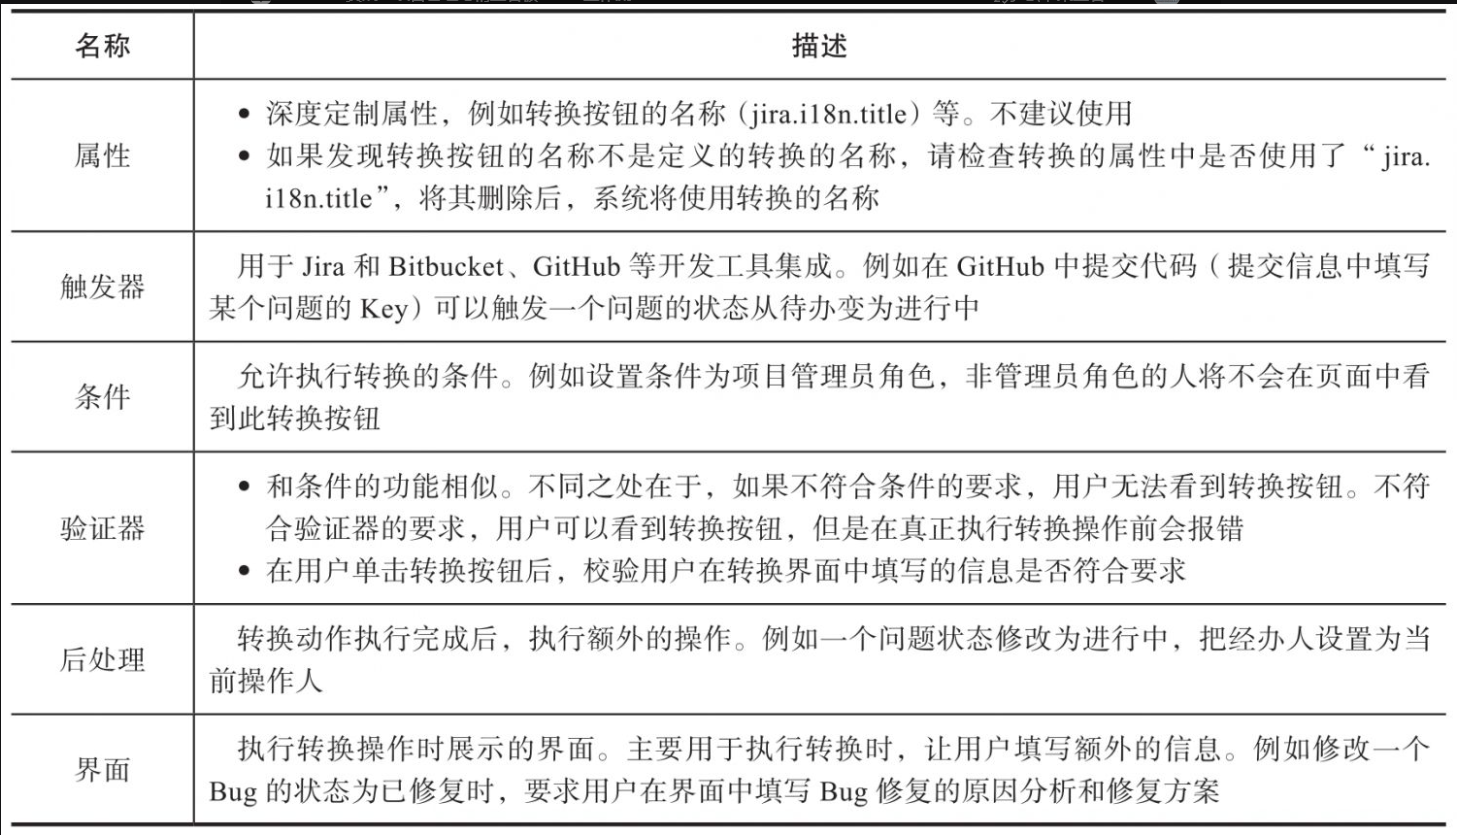 名称
描述
属性
• 深度定制属性，例如转换按钮的名称（jira.i18n.title）等。不建议使用
• 如果发现转换按钮的名称不是定义的转换的名称，请检查转换的属性中是否使用了“jira.
i18n.title”，将其删除后，系统将使用转换的名称
触发器
用于 Jira 和 Bitbucket、GitHub 等开发工具集成。例如在 GitHub 中提交代码（提交信息中填写
某个问题的 Key）可以触发一个问题的状态从待办变为进行中
条件
允许执行转换的条件。例如设置条件为项目管理员角色，非管理员角色的人将不会在页面中看
到此转换按钮
验证器
• 和条件的功能相似。不同之处在于，如果不符合条件的要求，用户无法看到转换按钮。不符
合验证器的要求，用户可以看到转换按钮，但是在真正执行转换操作前会报错
• 在用户单击转换按钮后，校验用户在转换界面中填写的信息是否符合要求
后处理
转换动作执行完成后，执行额外的操作。例如一个问题状态修改为进行中，把经办人设置为当
前操作人
界面
执行转换操作时展示的界面。主要用于执行转换时，让用户填写额外的信息。例如修改一个
Bug 的状态为已修复时，要求用户在界面中填写 Bug 修复的原因分析和修复方案